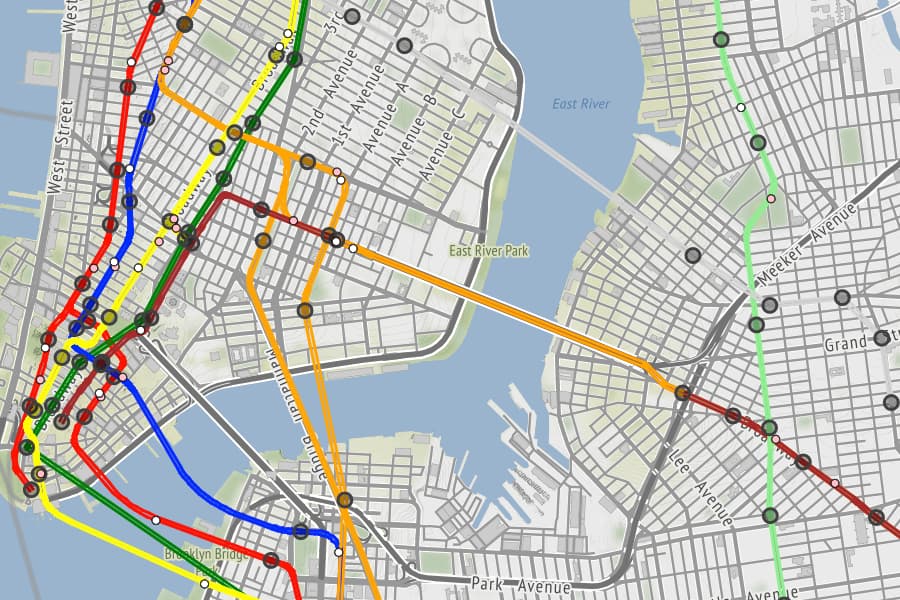 West
3rd
2nd Avenue
1st Avenue
Avenue A
Avenue B
Avenue C
East River
West Street
East River Park
Meeker Avenue
Grand
Manhattan Bridge
Lee Avenue
Brooklyn Bridge
Park
Park Avenue